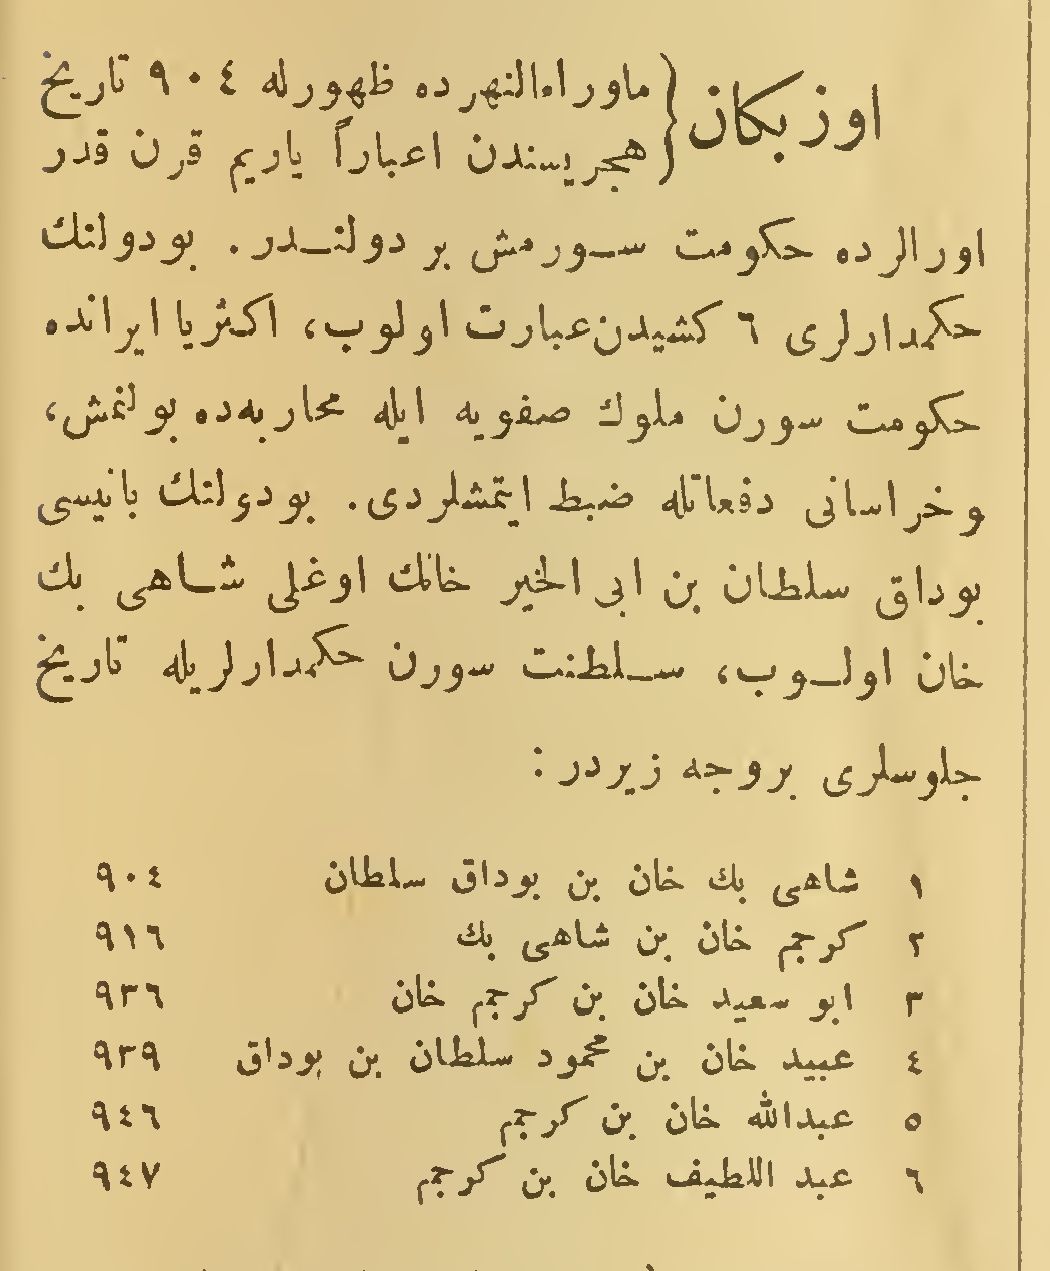 اوزبكان } ماوراءالنهرده ظهورله ٩٠٤ تاريخ
هجريسندن اعباراً ياريم قرن قدر
اورالرده حكومت سـورمش بر دولتـدر. بودولتك
حكمدارلرى ٦ كشيدن عبارت اولوب، اكثريا ايرانده
حكومت سورن ملوك صفويه ايله محاربه‌ده بولنمش،
وخراسانى دفعاتله ضبط ايتمشلردى. بودولتك بانيسى
بوداق سلطان بن ابى الخير خانك اوغلى شـاهى بك
خان اولـوب، سـلطنت سورن حكمدارلريله تاريخ
جلوسلرى بروجه زيردر:
١ شاهى بك خان بن بوداق سلطان ٩٠٤
٢ كرجم خان بن شاهى بك ٩١٦
٣ ابو سعيد خان بن كرجم خان ٩٣٦
٤ عبيد خان بن محمود سلطان بن بوداق ٩٣٩
٥ عبدالله خان بن كرجم ٩٤٦
٦ عبد اللطيف خان بن كرجم ٩٤٧